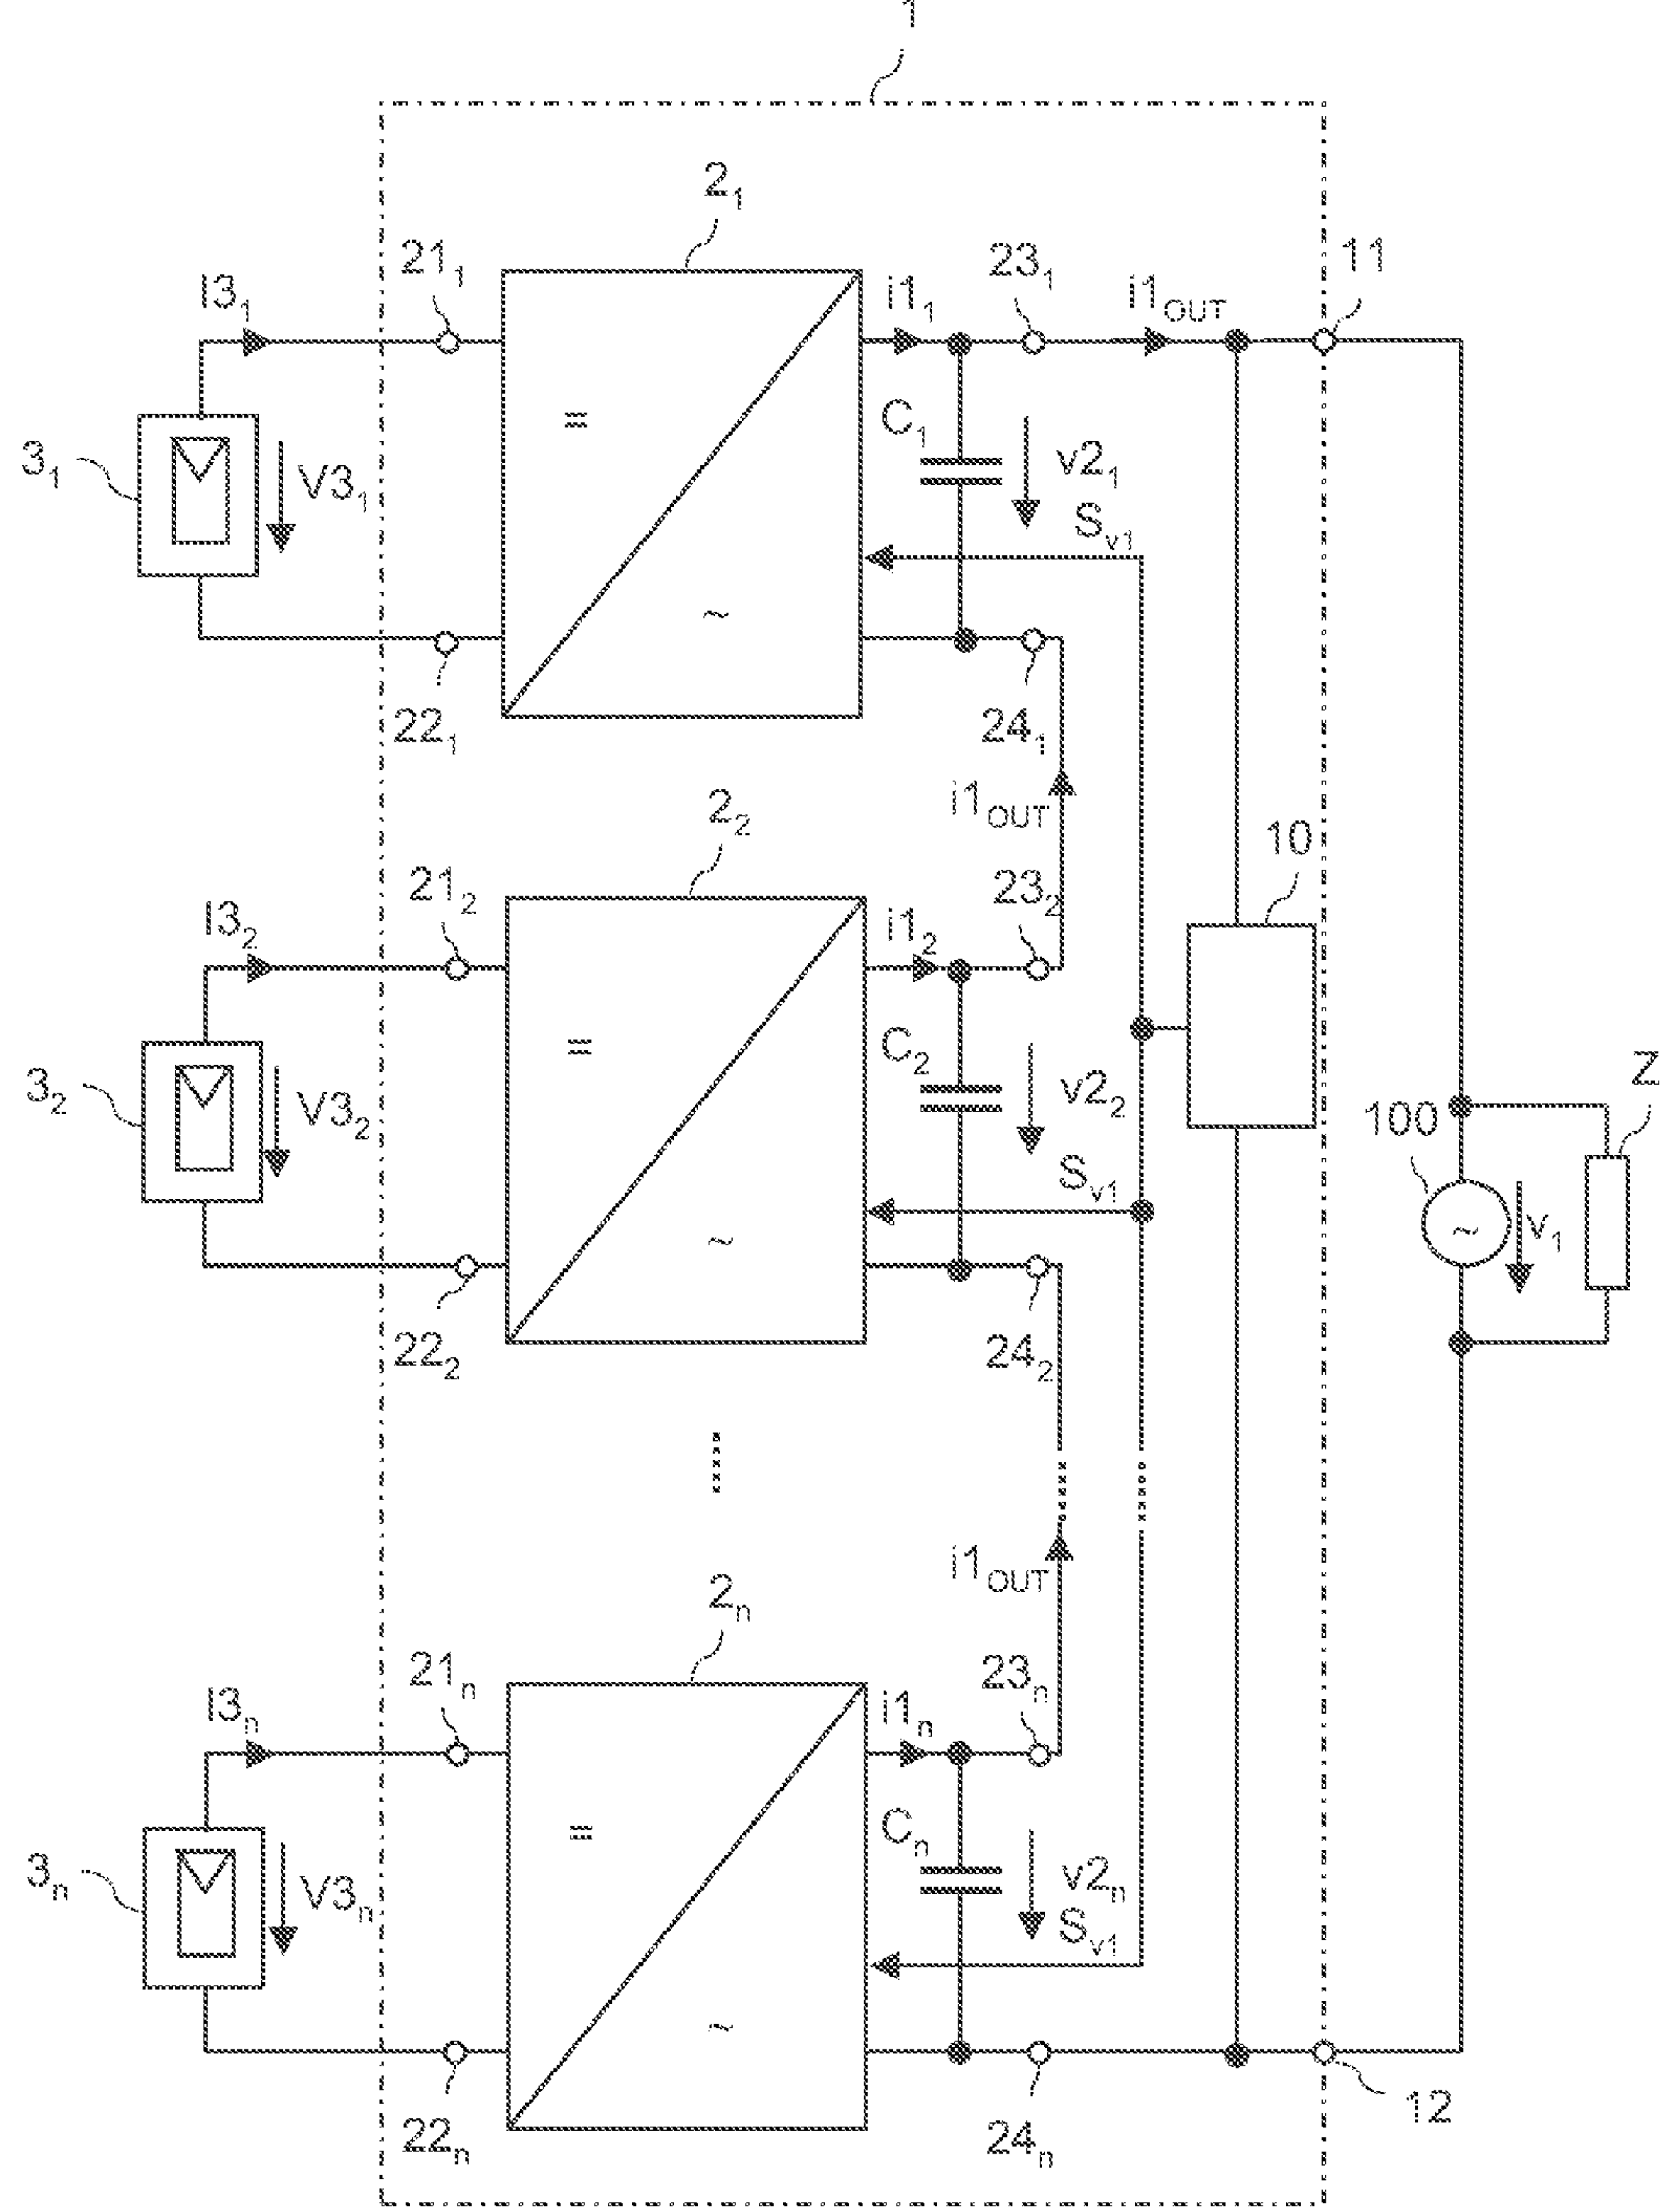 1
2₁
I3₁ 21₁ i1₁ 23₁ i1OUT 11
=
3₁ V3₁ C₁ v2₁
Sv1
~
22₁ 24₁
2₂ i1OUT 10
I3₂ 21₂ i1₂ 23₂
=
3₂ V3₂ C₂ v2₂ 100 Z
Sv1 ~ v₁
~
22₂ 24₂
i1OUT
2n
I3n 21n i1n 23n
=
3n V3n Cn v2n
Sv1
~
22n 24n 12